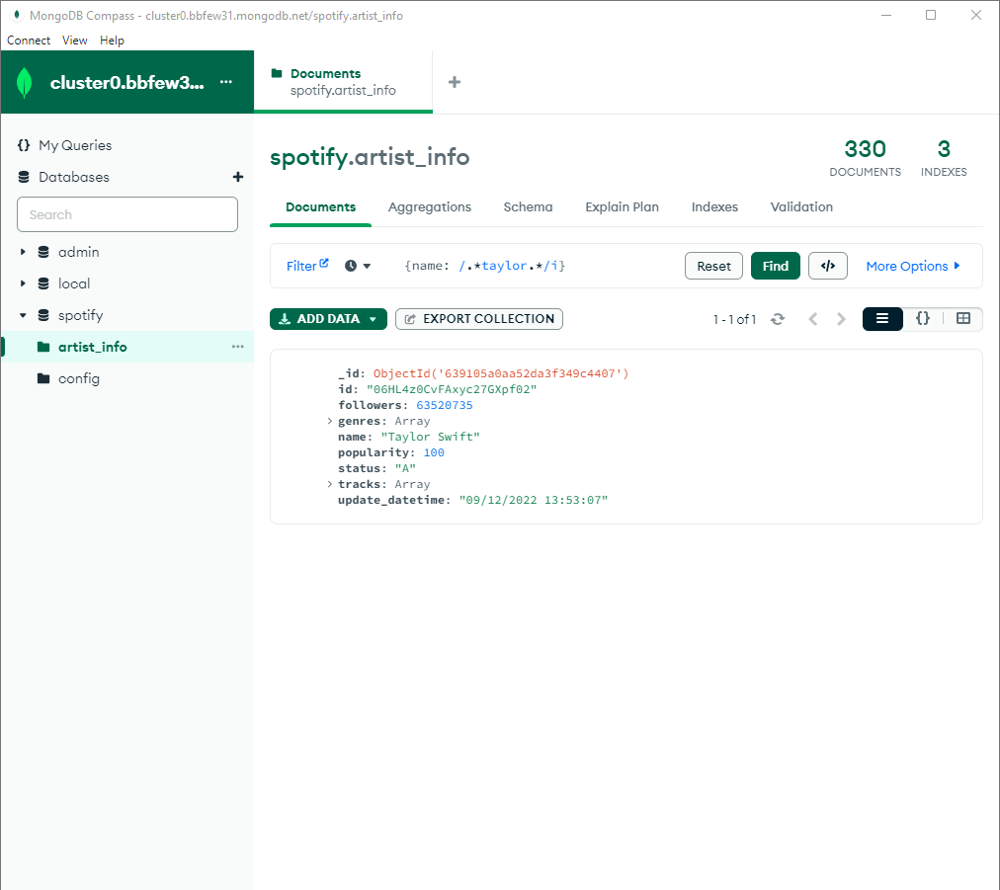 MongoDB Compass - cluster0.bbfew31.mongodb.net/spotify.artist_info
Connect View Help
cluster0.bbfew3... ...
Documents
spotify.artist_info
+
{} My Queries
Databases +
Search
admin
local
spotify
artist_info ...
config
spotify.artist_info
330
DOCUMENTS
3
INDEXES
Documents Aggregations Schema Explain Plan Indexes Validation
Filter {name: /.*taylor.*/i} Reset Find </> More Options
ADD DATA EXPORT COLLECTION 1 - 1 of 1 {}
_id: ObjectId('639105a0aa52da3f349c4407')
id: "06HL4z0CvFAxyc27GXpf02"
followers: 63520735
genres: Array
name: "Taylor Swift"
popularity: 100
status: "A"
tracks: Array
update_datetime: "09/12/2022 13:53:07"